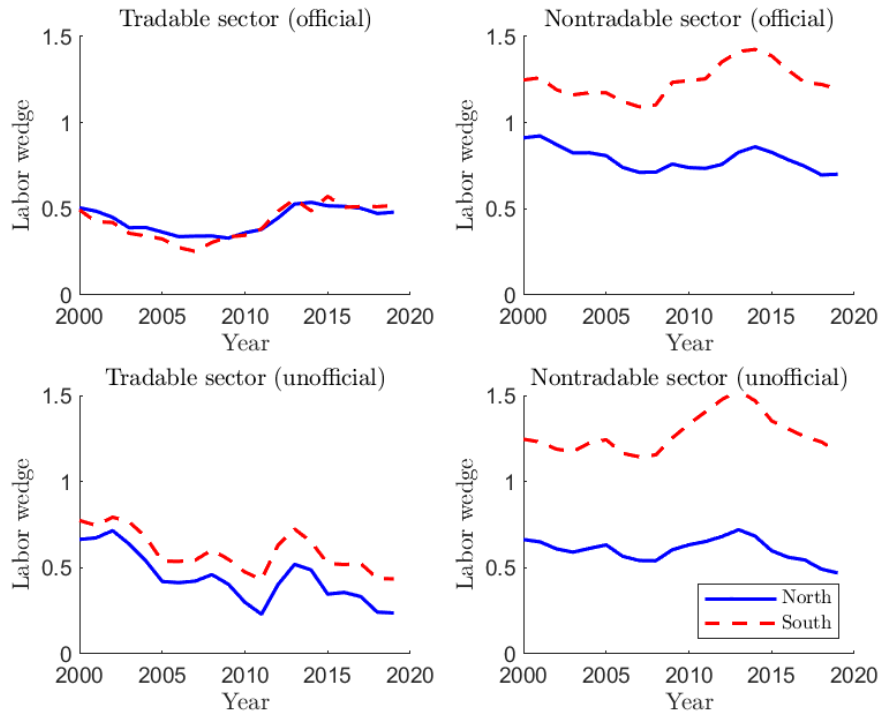 Tradable sector (official)
1.5
1
0.5
0
Labor wedge
2000 2005 2010 2015 2020
Year
Nontradable sector (official)
1.5
1
0.5
0
Labor wedge
2000 2005 2010 2015 2020
Year
Tradable sector (unofficial)
1.5
1
0.5
0
Labor wedge
2000 2005 2010 2015 2020
Year
Nontradable sector (unofficial)
1.5
1
0.5
0
Labor wedge
North
South
2000 2005 2010 2015 2020
Year